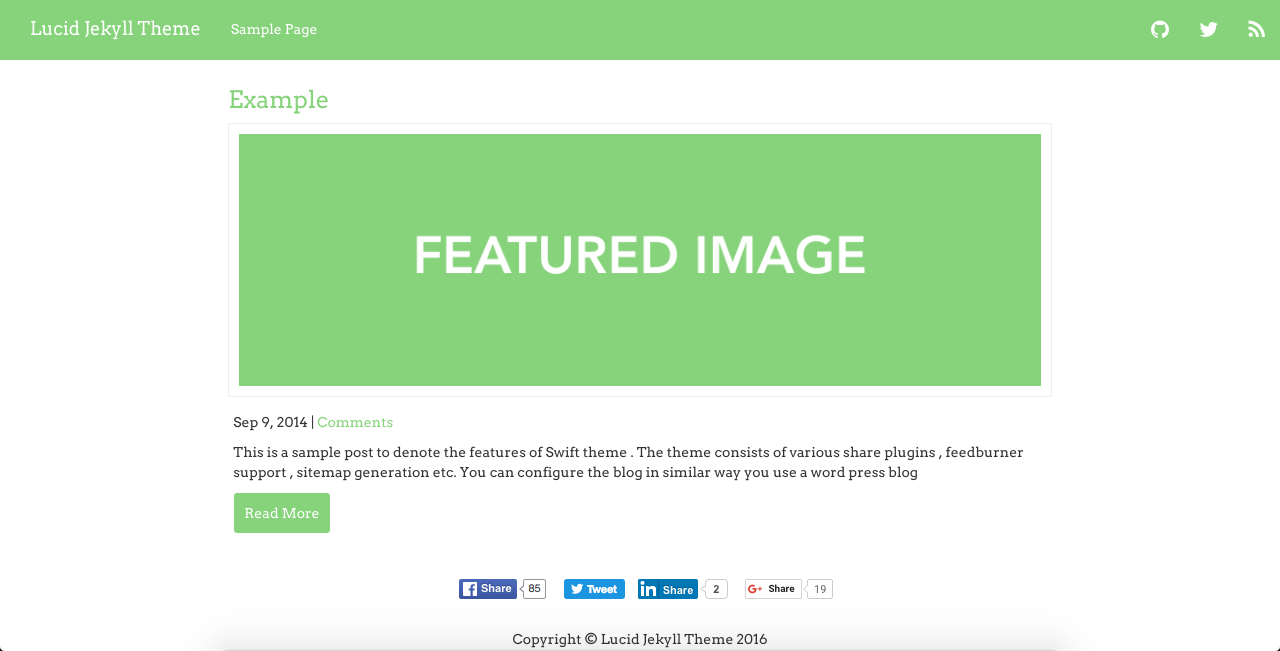 Lucid Jekyll Theme Sample Page
Example
FEATURED IMAGE
Sep 9, 2014 | Comments
This is a sample post to denote the features of Swift theme . The theme consists of various share plugins , feedburner
support , sitemap generation etc. You can configure the blog in similar way you use a word press blog
Read More
Share 85 Tweet Share 2 Share 19
Copyright © Lucid Jekyll Theme 2016